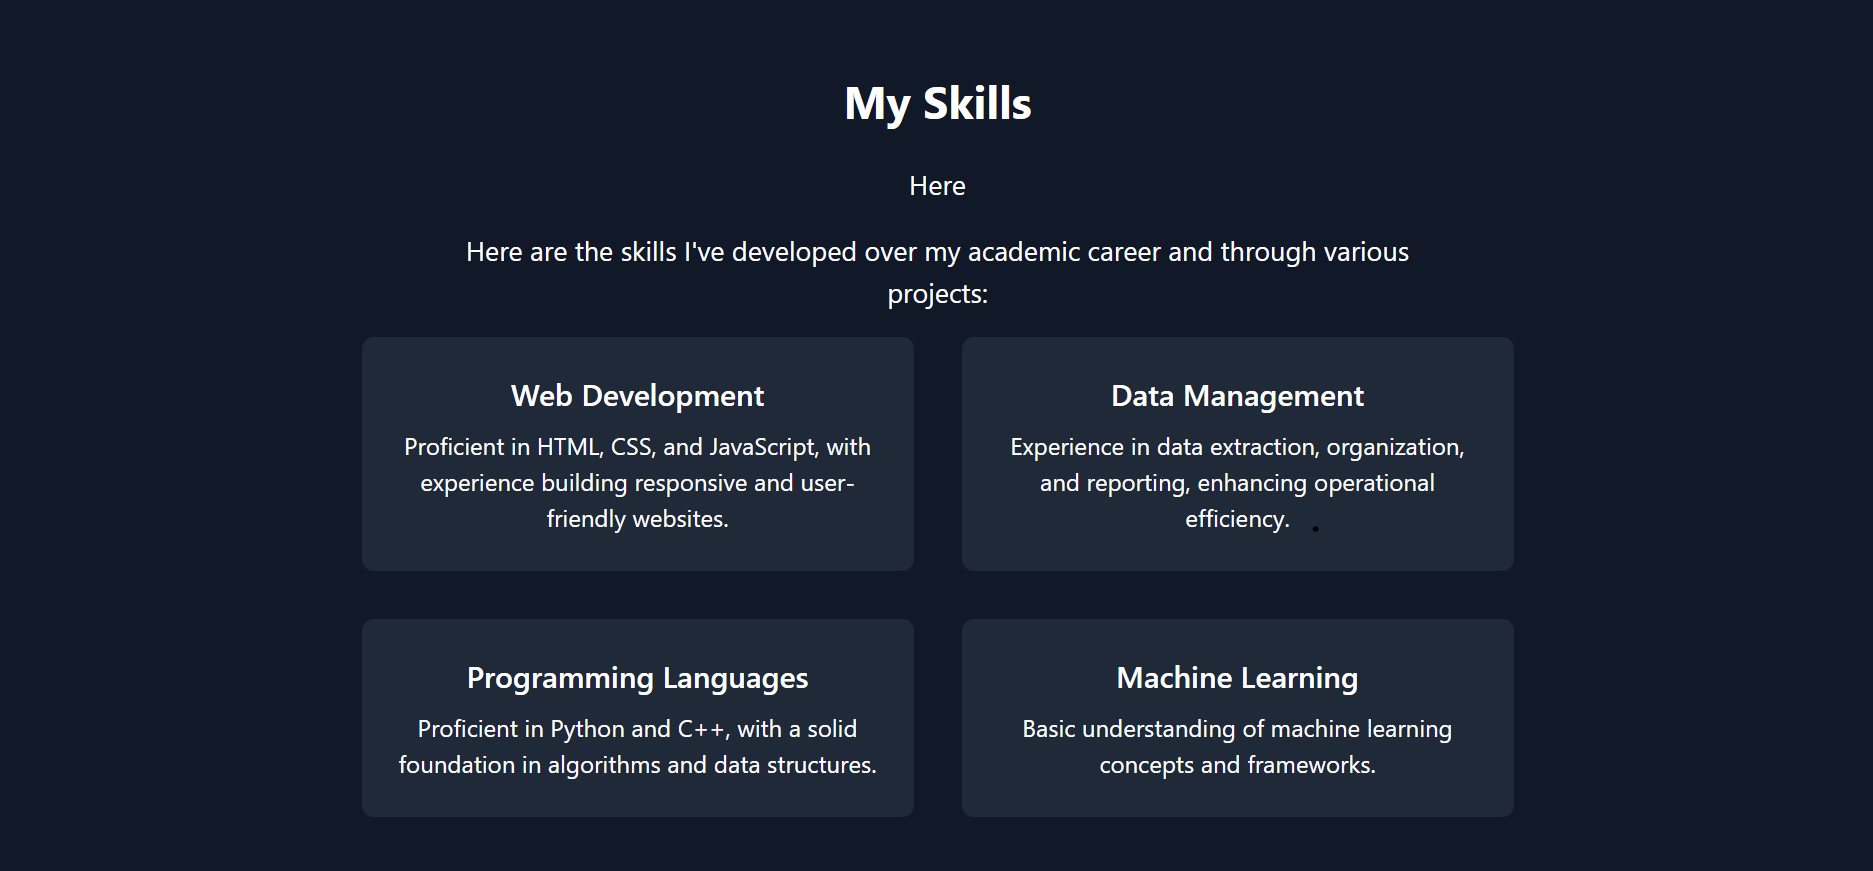 My Skills
Here
Here are the skills I've developed over my academic career and through various
projects:
Web Development
Proficient in HTML, CSS, and JavaScript, with
experience building responsive and user-
friendly websites.
Data Management
Experience in data extraction, organization,
and reporting, enhancing operational
efficiency.
Programming Languages
Proficient in Python and C++, with a solid
foundation in algorithms and data structures.
Machine Learning
Basic understanding of machine learning
concepts and frameworks.